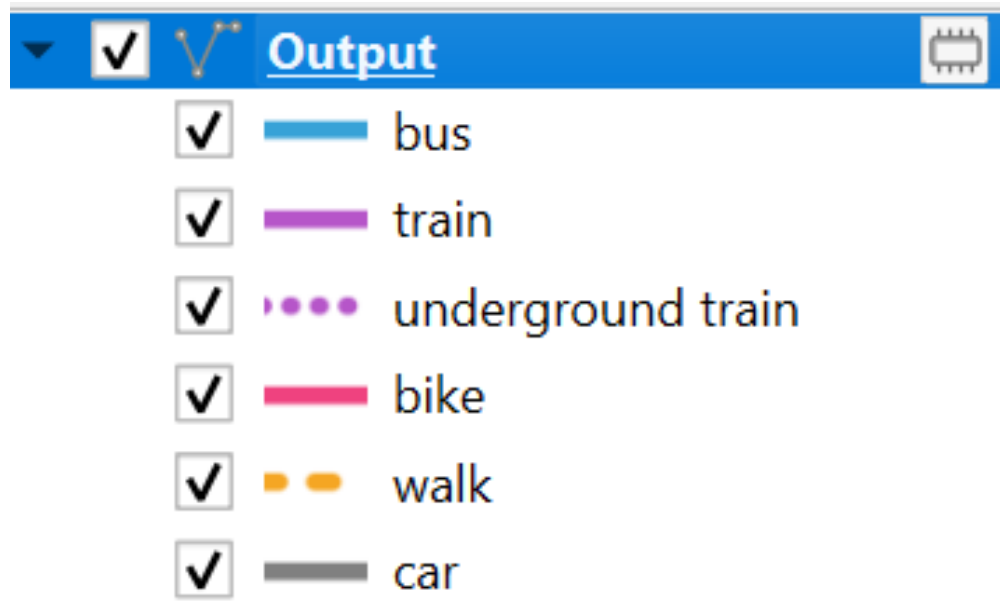 Output
bus
train
underground train
bike
walk
car